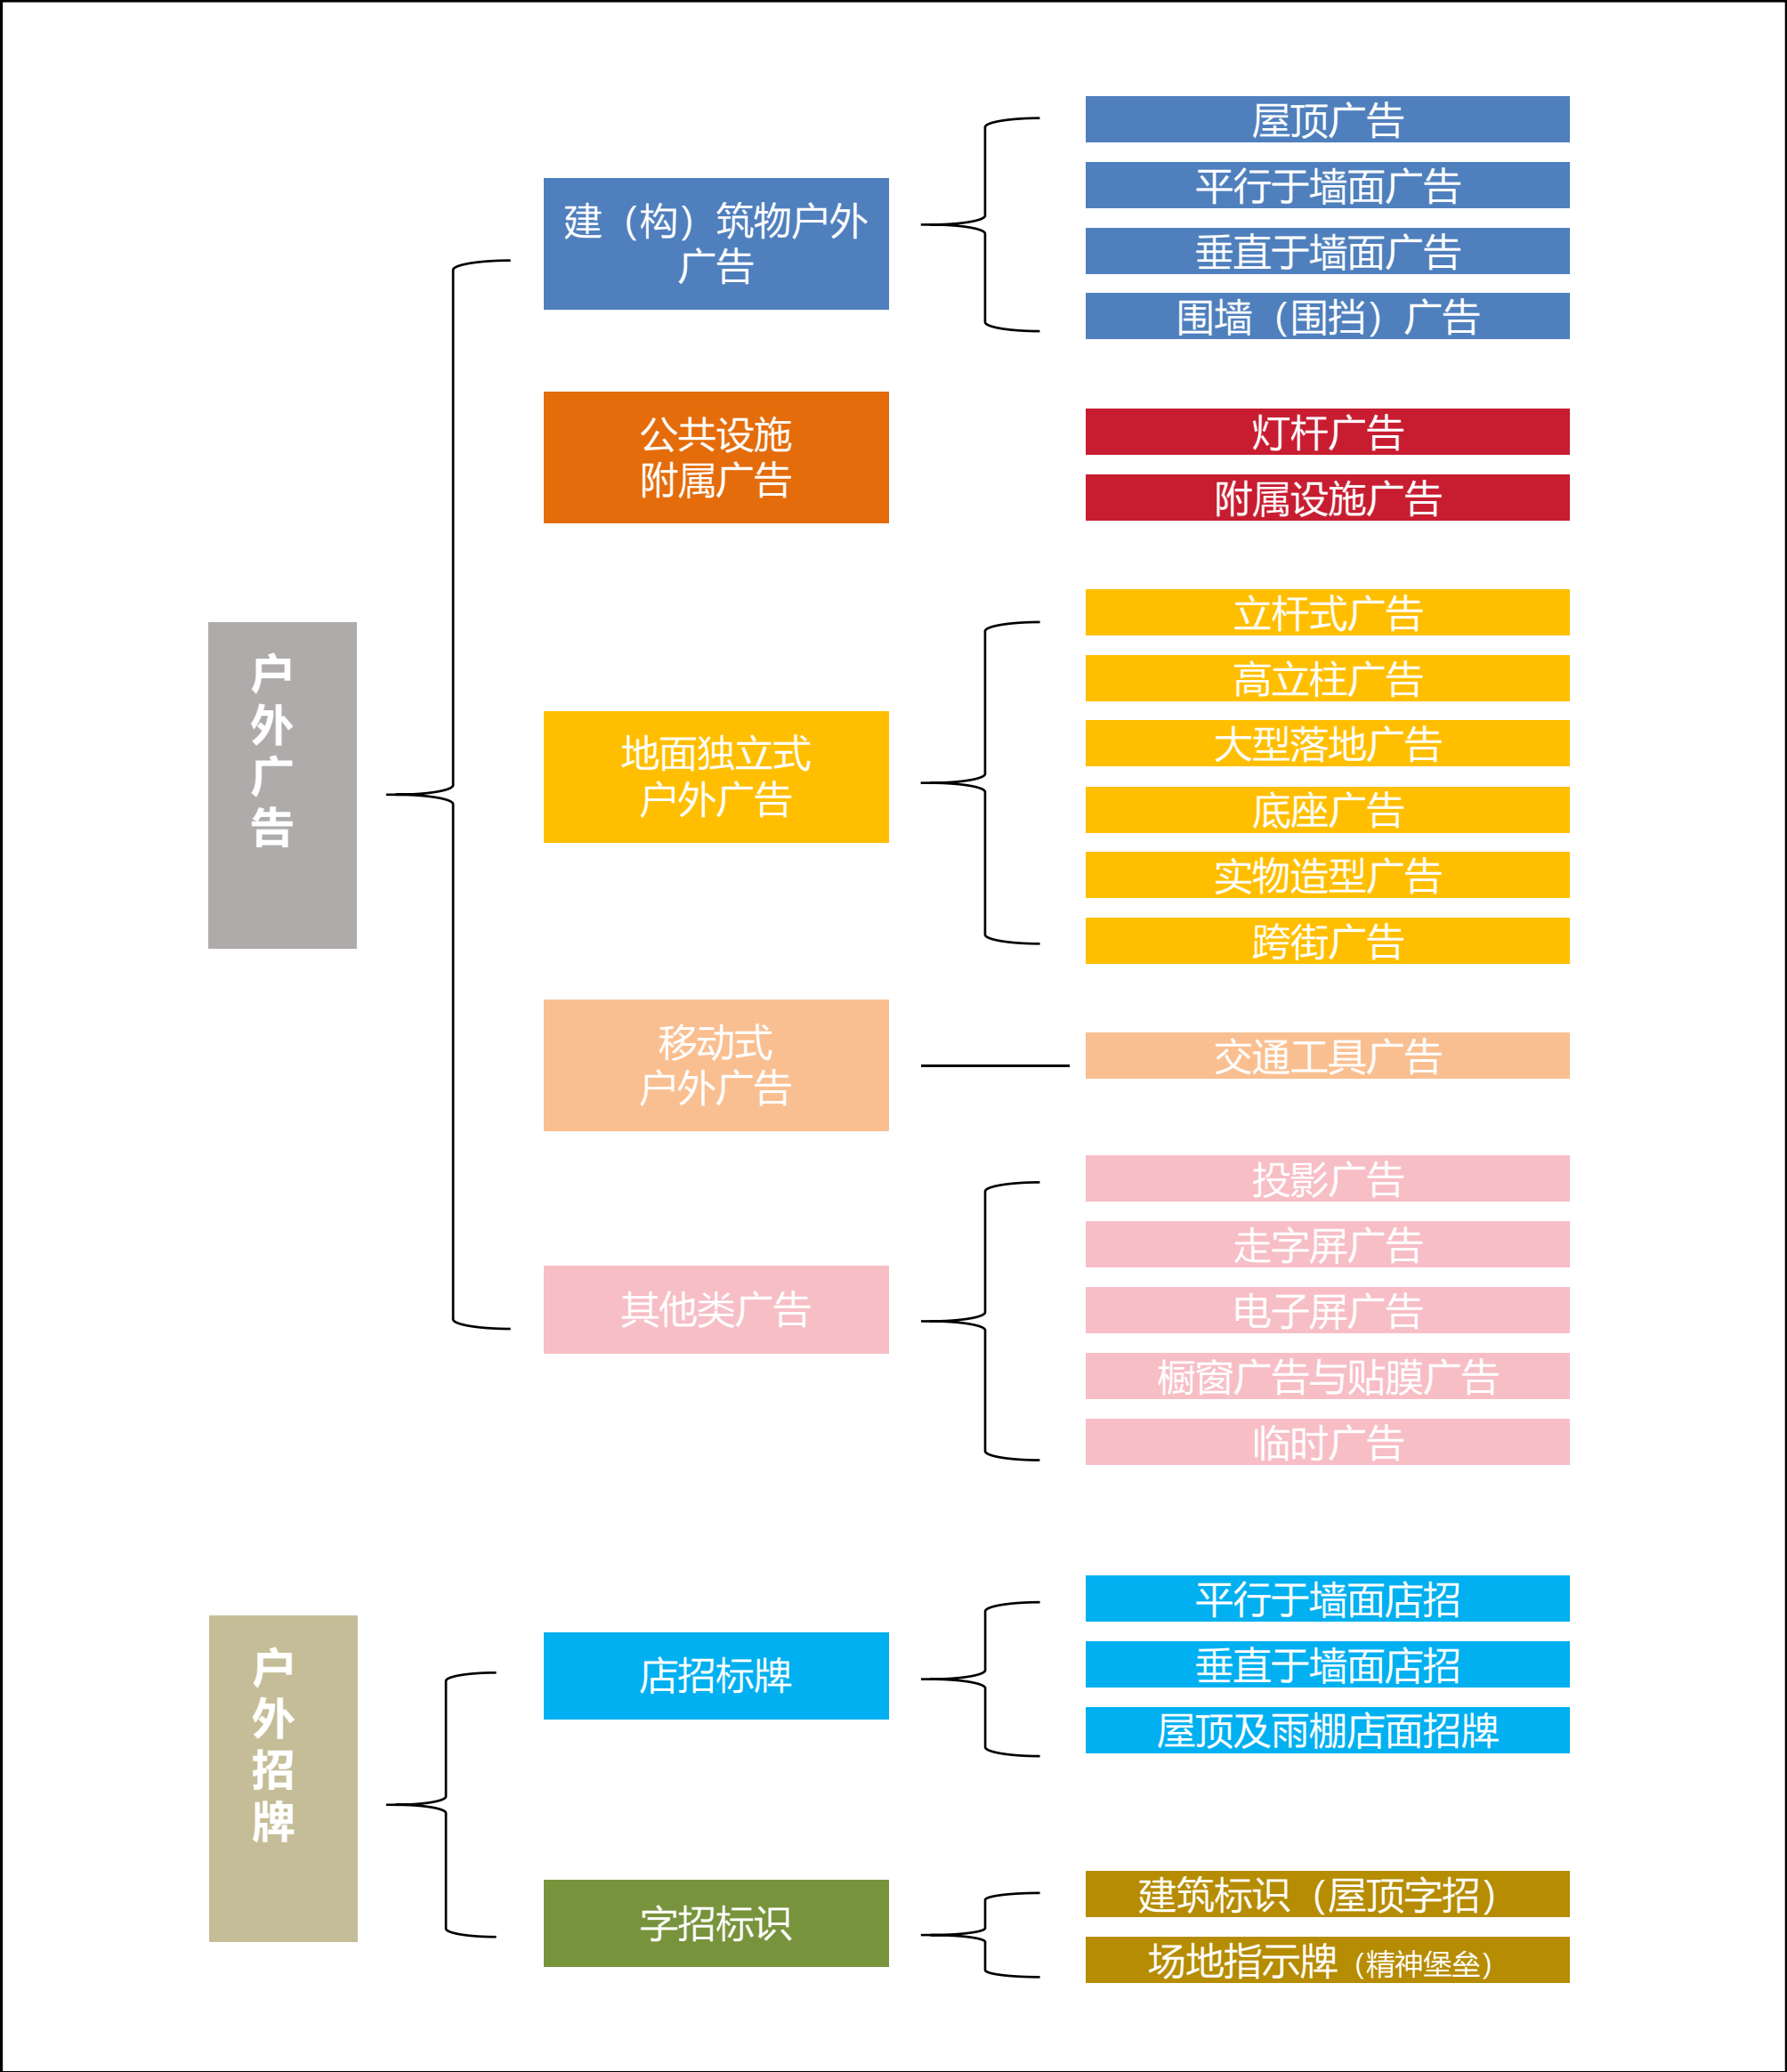 户
外
广
告
建（构）筑物户外
广告
屋顶广告
平行于墙面广告
垂直于墙面广告
围墙（围挡）广告
公共设施
附属广告
灯杆广告
附属设施广告
地面独立式
户外广告
立杆式广告
高立柱广告
大型落地广告
底座广告
实物造型广告
跨街广告
移动式
户外广告
交通工具广告
其他类广告
投影广告
走字屏广告
电子屏广告
橱窗广告与贴膜广告
临时广告
户
外
招
牌
店招标牌
平行于墙面店招
垂直于墙面店招
屋顶及雨棚店面招牌
字招标识
建筑标识（屋顶字招）
场地指示牌（精神堡垒）